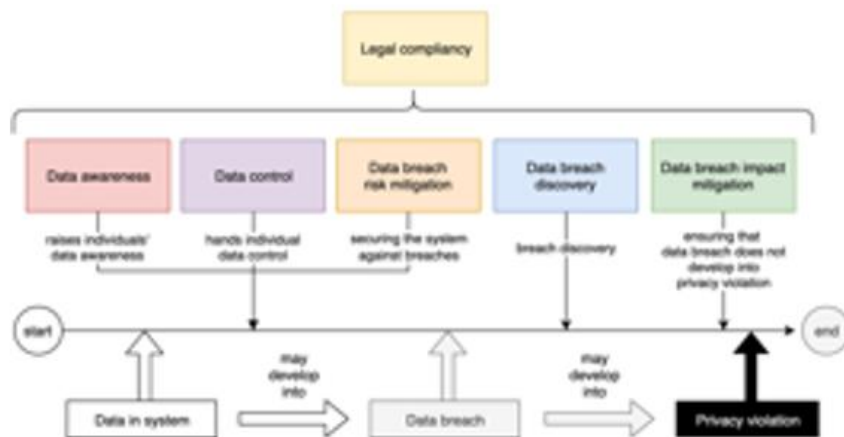 Legal compliancy
Data awareness
Data control
Data breach
risk mitigation
Data breach
discovery
Data breach impact
mitigation
raises individuals'
data awareness
hands individual
data control
securing the system
against breaches
breach discovery
ensuring that
data breach does not
develop into
privacy violation
start
end
may
develop
into
may
develop
into
Data in system
Data breach
Privacy violation